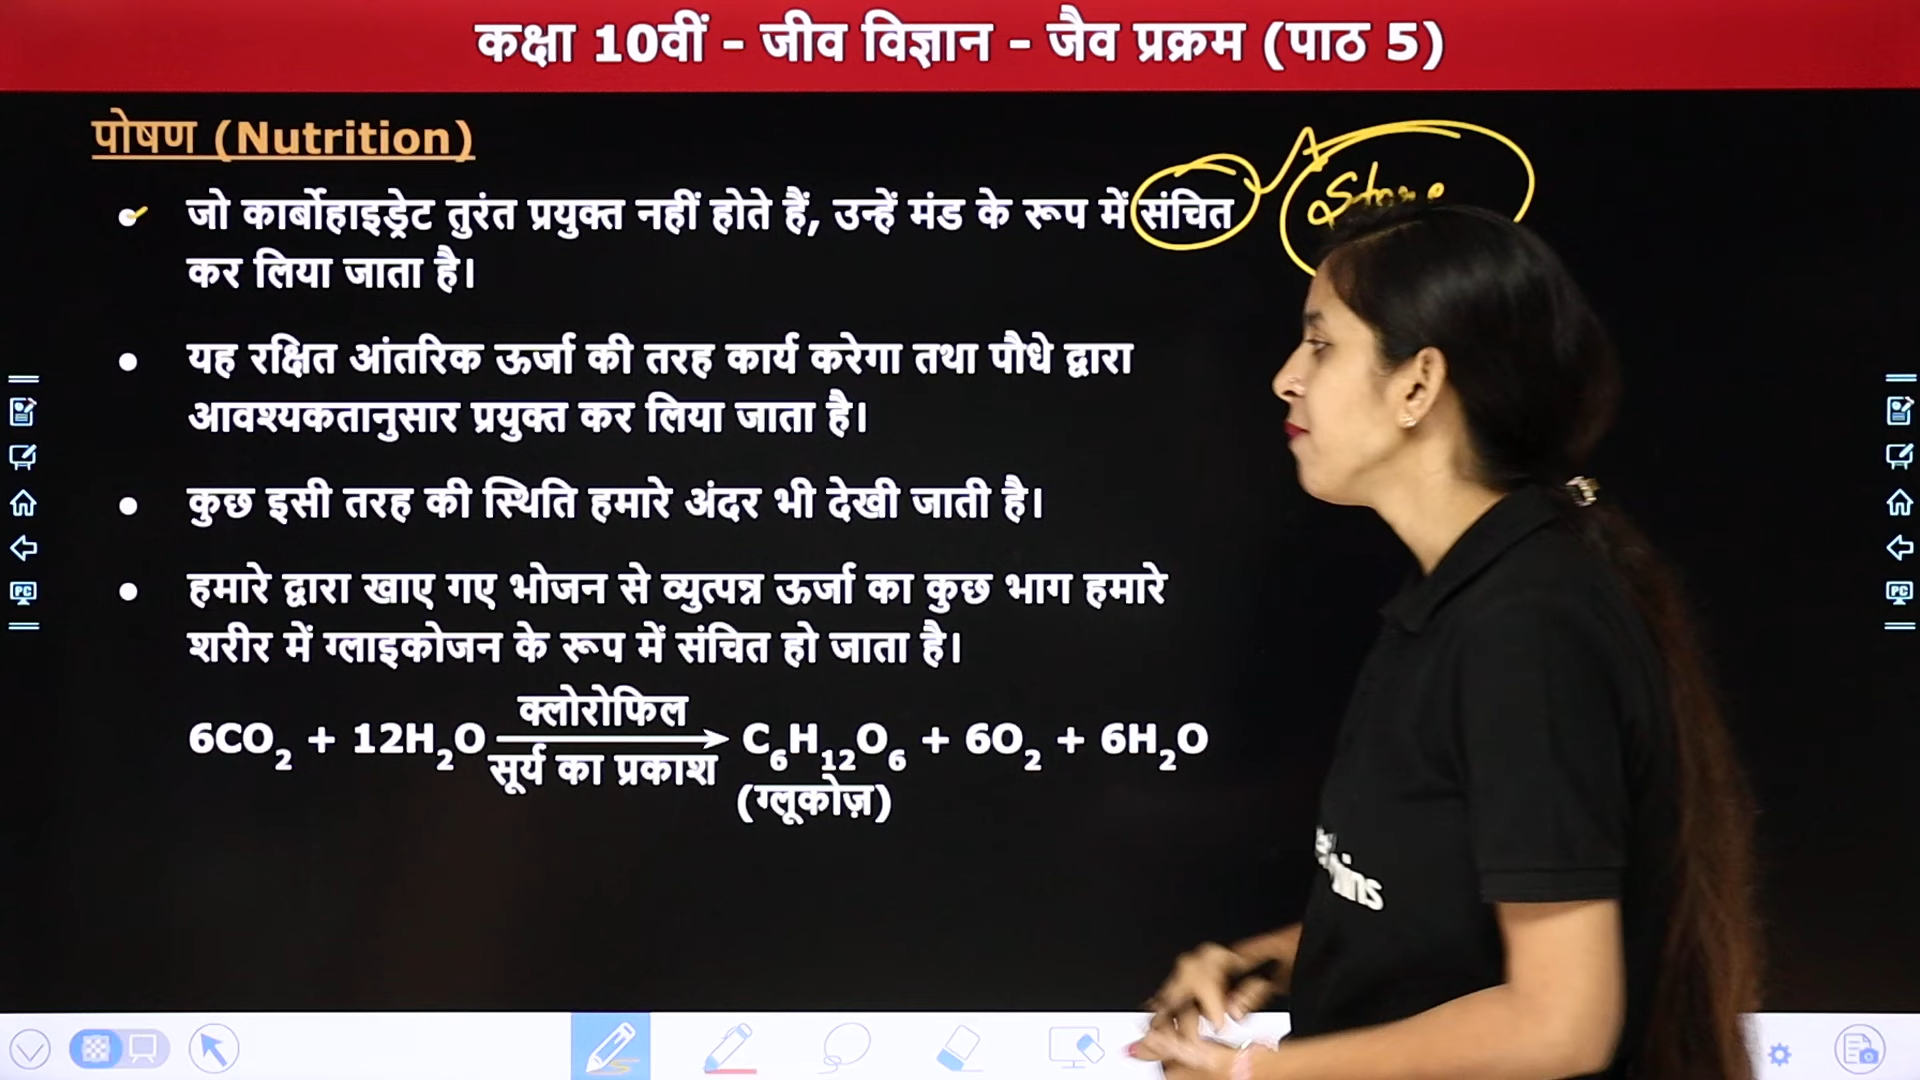 कक्षा 10वीं - जीव विज्ञान - जैव प्रक्रम (पाठ 5)
पोषण (Nutrition)
जो कार्बोहाइड्रेट तुरंत प्रयुक्त नहीं होते हैं, उन्हें मंड के रूप में संचित
कर लिया जाता है।
यह रक्षित आंतरिक ऊर्जा की तरह कार्य करेगा तथा पौधे द्वारा
आवश्यकतानुसार प्रयुक्त कर लिया जाता है।
कुछ इसी तरह की स्थिति हमारे अंदर भी देखी जाती है।
हमारे द्वारा खाए गए भोजन से व्युत्पन्न ऊर्जा का कुछ भाग हमारे
शरीर में ग्लाइकोजन के रूप में संचित हो जाता है।
क्लोरोफिल
6CO₂ + 12H₂O → C₆H₁₂O₆ + 6O₂ + 6H₂O
सूर्य का प्रकाश
(ग्लूकोज़)
PC
PC